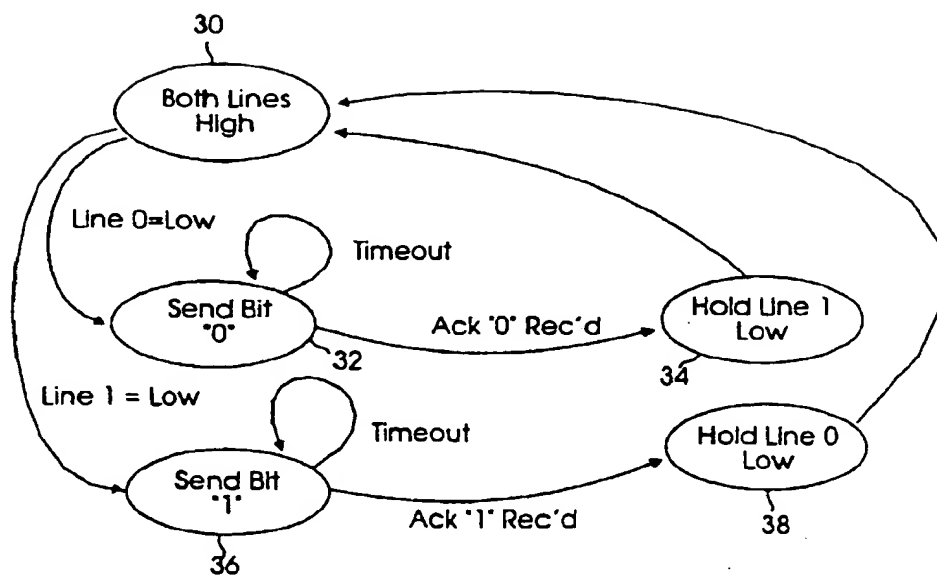 30
Both Lines
High
Line 0=Low
Timeout
Send Bit
"0"
32
Ack "0" Rec'd
Hold Line 1
Low
34
Line 1 = Low
Timeout
Send Bit
"1"
36
Ack "1" Rec'd
Hold Line 0
Low
38